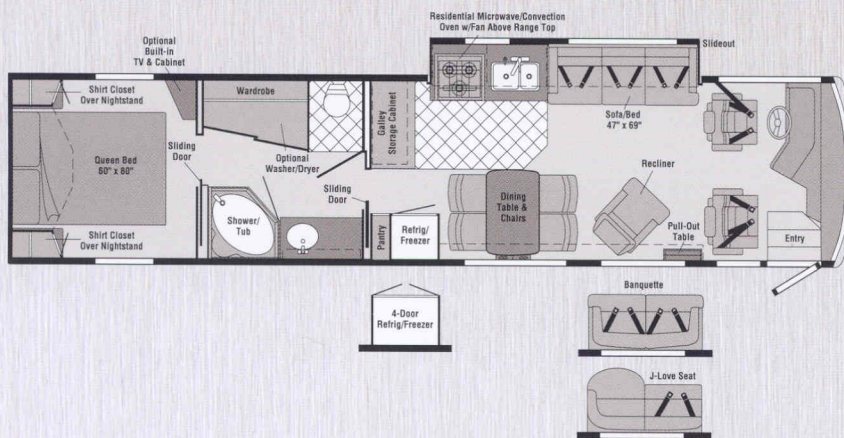 Residential Microwave/Convection
Oven w/Fan Above Range Top
Slideout
Optional
Built-in
TV & Cabinet
Shirt Closet
Over Nightstand
Wardrobe
Galley
Storage Cabinet
Sofa/Bed
47" x 69"
Queen Bed
60" x 80"
Sliding
Door
Optional
Washer/Dryer
Recliner
Sliding
Door
Dining
Table &
Chairs
Shower/
Tub
Pantry
Refrig/
Freezer
Pull-Out
Table
Entry
Shirt Closet
Over Nightstand
4-Door
Refrig/Freezer
Banquette
J-Love Seat